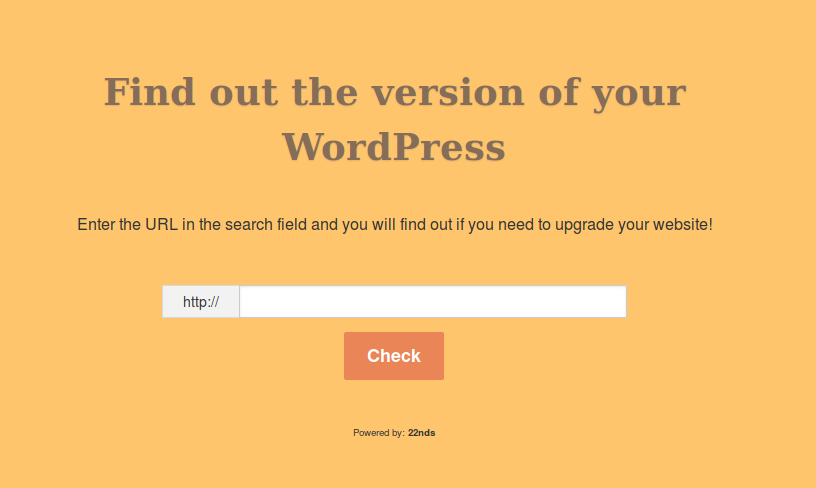 Find out the version of your
WordPress
Enter the URL in the search field and you will find out if you need to upgrade your website!
http://
Check
Powered by: 22nds